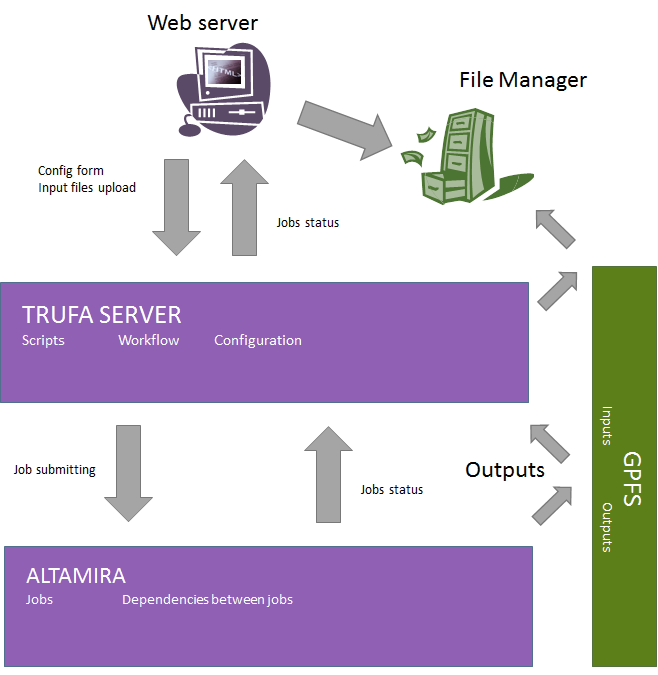 Web server
<HTML>
File Manager
Config form
Input files upload
Jobs status
TRUFA SERVER
Scripts Workflow Configuration
Job submitting
Jobs status
Outputs
Inputs
Outputs
GPFS
ALTAMIRA
Jobs Dependencies between jobs